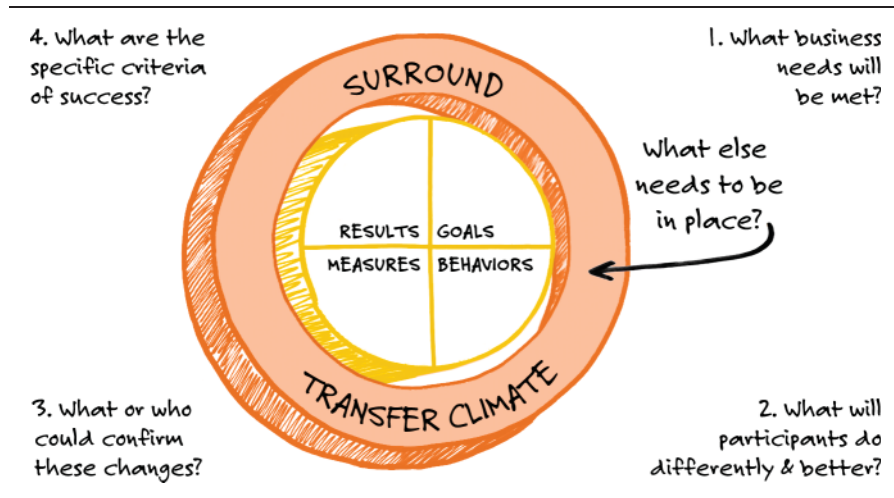 4. What are the
specific criteria
of success?
SURROUND
1. What business
needs will
be met?
What else
needs to be
in place?
RESULTS GOALS
MEASURES BEHAVIORS
TRANSFER CLIMATE
3. What or who
could confirm
these changes?
2. What will
participants do
differently & better?